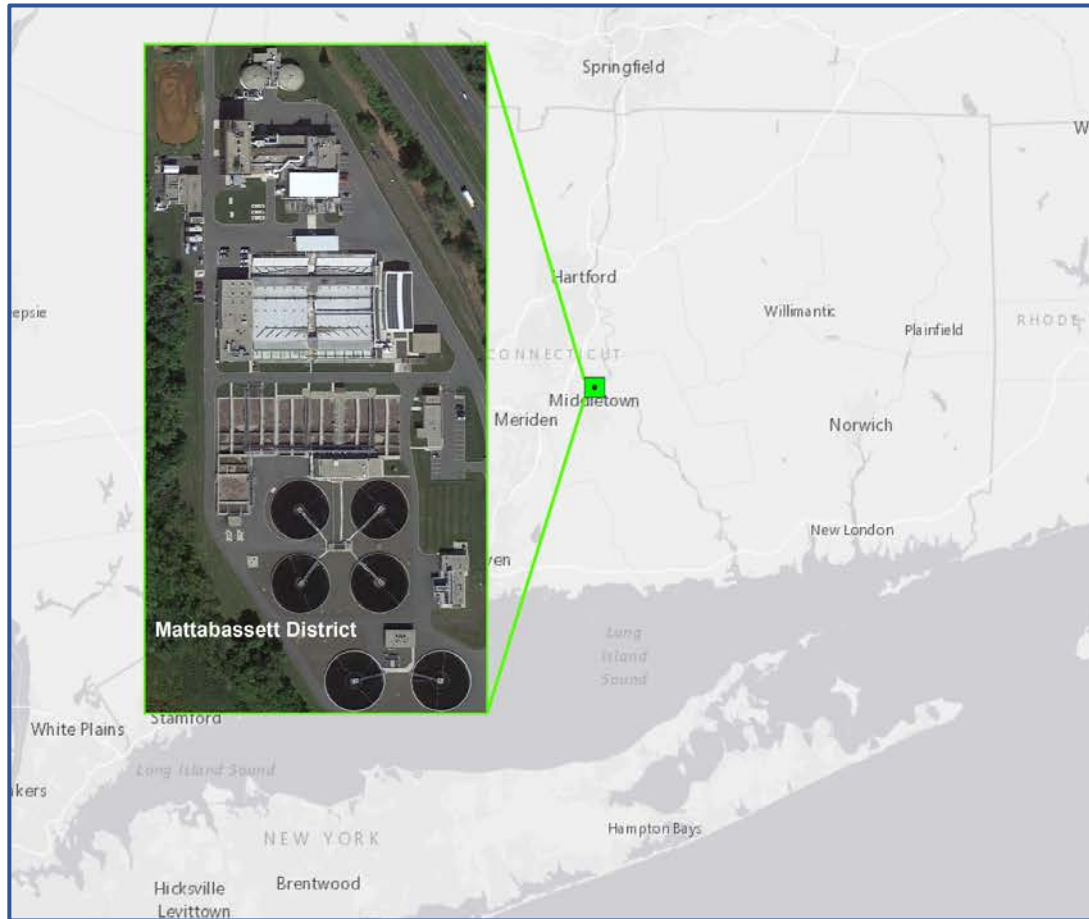 Springfield
W
Hartford
Willimantic
epsie
Plainfield
RHODE
CONNECTICUT
Middletown
Meriden
Norwich
New London
ven
Mattabassett District
Long
Island
Sound
Stamford
White Plains
Long Island Sound
kers
NEW YORK
Hampton Bays
Brentwood
Hicksville
Levittown